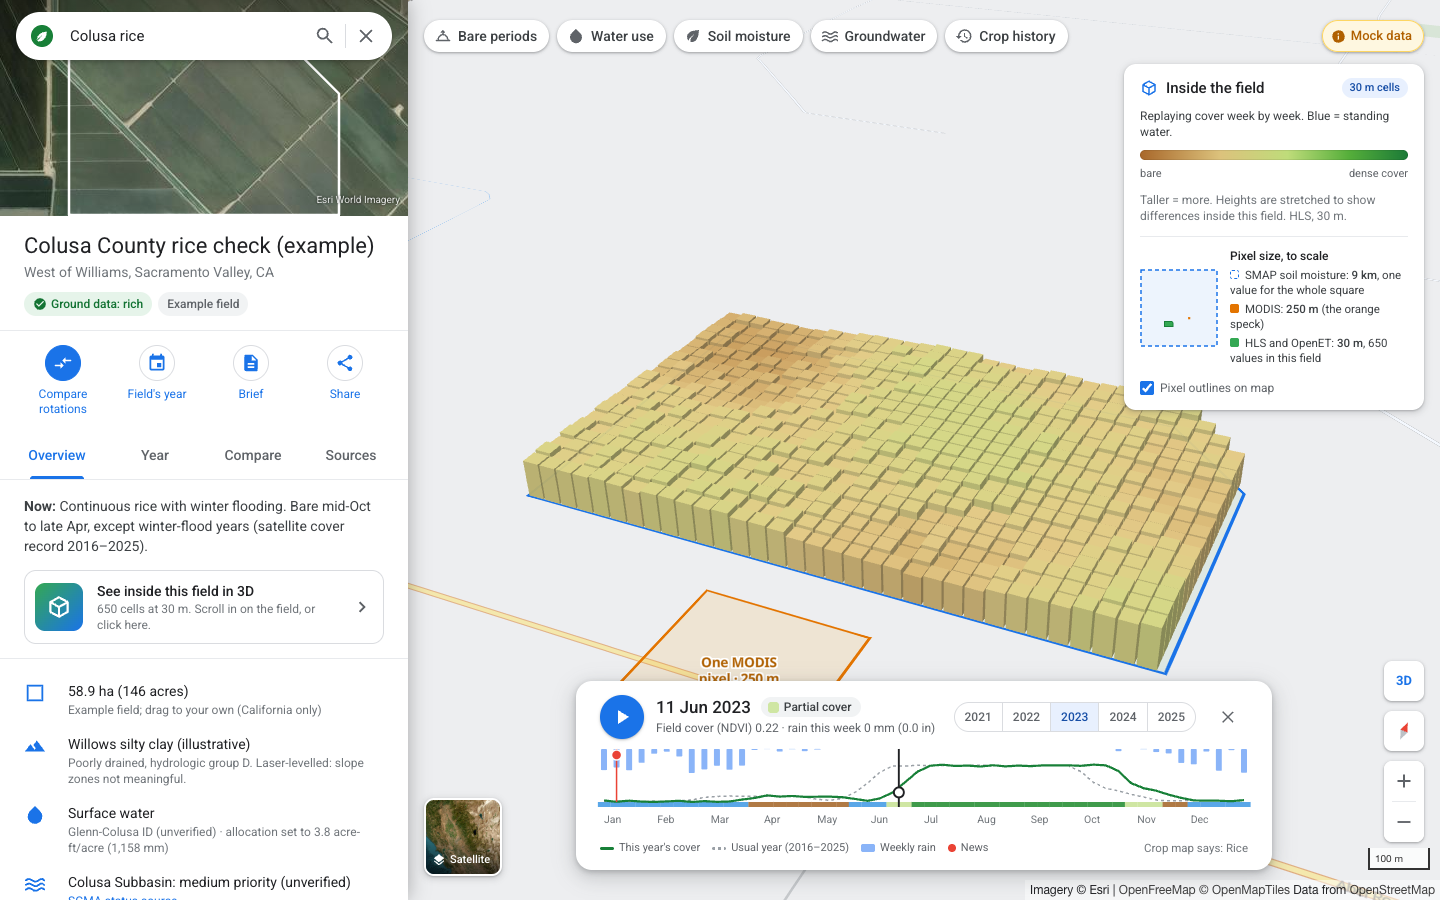 Colusa rice
Esri World Imagery
Colusa County rice check (example)
West of Williams, Sacramento Valley, CA
Ground data: rich
Example field
Compare
rotations
Field's year
Brief
Share
Overview
Year
Compare
Sources
Now: Continuous rice with winter flooding. Bare mid-Oct
to late Apr, except winter-flood years (satellite cover
record 2016–2025).
See inside this field in 3D
650 cells at 30 m. Scroll in on the field, or
click here.
58.9 ha (146 acres)
Example field; drag to your own (California only)
Willows silty clay (illustrative)
Poorly drained, hydrologic group D. Laser-levelled: slope
zones not meaningful.
Surface water
Glenn-Colusa ID (unverified) · allocation set to 3.8 acre-
ft/acre (1,158 mm)
Colusa Subbasin: medium priority (unverified)
SGMA status source
Bare periods
Water use
Soil moisture
Groundwater
Crop history
Mock data
Inside the field
30 m cells
Replaying cover week by week. Blue = standing
water.
bare
dense cover
Taller = more. Heights are stretched to show
differences inside this field. HLS, 30 m.
Pixel size, to scale
SMAP soil moisture: 9 km, one
value for the whole square
MODIS: 250 m (the orange
speck)
HLS and OpenET: 30 m, 650
values in this field
Pixel outlines on map
One MODIS
pixel · 250 m
11 Jun 2023
Partial cover
Field cover (NDVI) 0.22 · rain this week 0 mm (0.0 in)
2021
2022
2023
2024
2025
Jan
Feb
Mar
Apr
May
Jun
Jul
Aug
Sep
Oct
Nov
Dec
This year's cover
Usual year (2016–2025)
Weekly rain
News
Crop map says: Rice
Satellite
3D
100 m
Imagery © Esri | OpenFreeMap © OpenMapTiles Data from OpenStreetMap